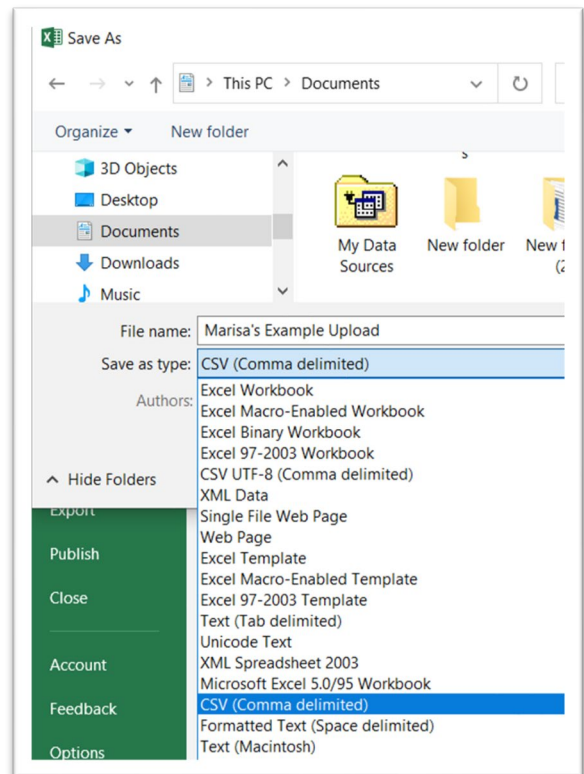 Save As
This PC > Documents
Organize
New folder
3D Objects
Desktop
Documents
Downloads
Music
My Data
Sources
New folder
New f
(2
File name:
Marisa's Example Upload
Save as type:
CSV (Comma delimited)
Authors:
Excel Workbook
Excel Macro-Enabled Workbook
Excel Binary Workbook
Excel 97-2003 Workbook
CSV UTF-8 (Comma delimited)
XML Data
Single File Web Page
Web Page
Excel Template
Excel Macro-Enabled Template
Excel 97-2003 Template
Text (Tab delimited)
Unicode Text
XML Spreadsheet 2003
Microsoft Excel 5.0/95 Workbook
CSV (Comma delimited)
Formatted Text (Space delimited)
Text (Macintosh)
Hide Folders
Export
Publish
Close
Account
Feedback
Options